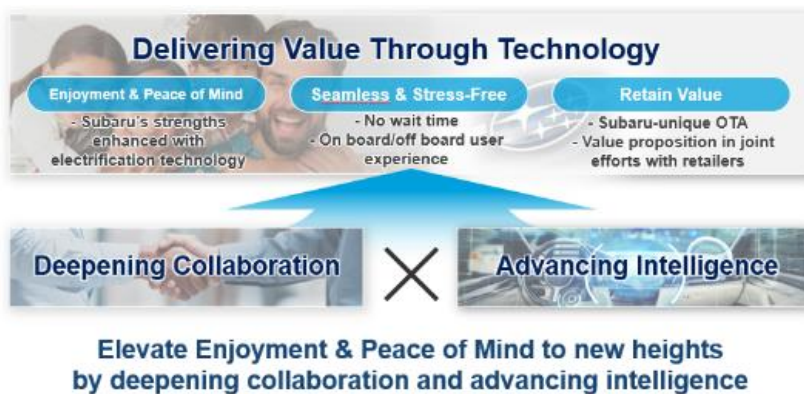 Delivering Value Through Technology
Enjoyment & Peace of Mind
- Subaru's strengths
enhanced with
electrification technology
Seamless & Stress-Free
- No wait time
- On board/off board user
experience
Retain Value
- Subaru-unique OTA
- Value proposition in joint
efforts with retailers
Deepening Collaboration
Advancing Intelligence
Elevate Enjoyment & Peace of Mind to new heights
by deepening collaboration and advancing intelligence